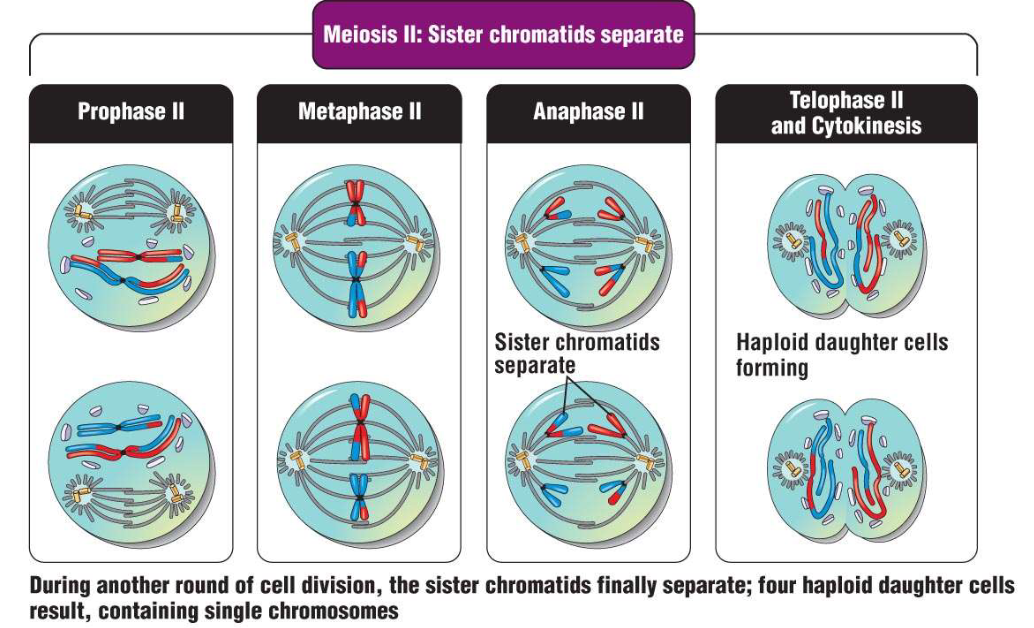 Meiosis II: Sister chromatids separate
Prophase II
Metaphase II
Anaphase II
Telophase II
and Cytokinesis
Sister chromatids
separate
Haploid daughter cells
forming
During another round of cell division, the sister chromatids finally separate; four haploid daughter cells
result, containing single chromosomes